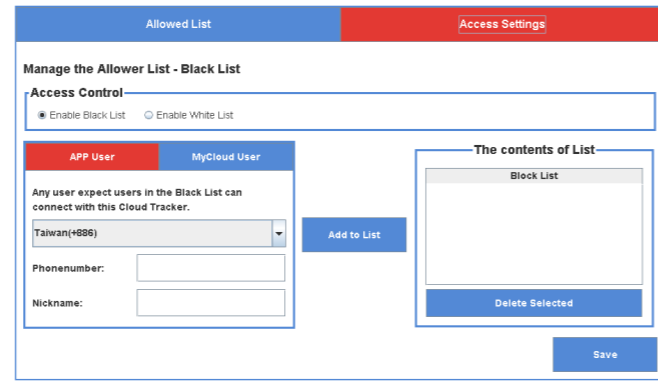 Allowed List
Access Settings
Manage the Allower List - Black List
Access Control
Enable Black List
Enable White List
APP User
MyCloud User
Any user expect users in the Black List can
connect with this Cloud Tracker.
Taiwan(+886)
Phonenumber:
Nickname:
Add to List
The contents of List
Block List
Delete Selected
Save